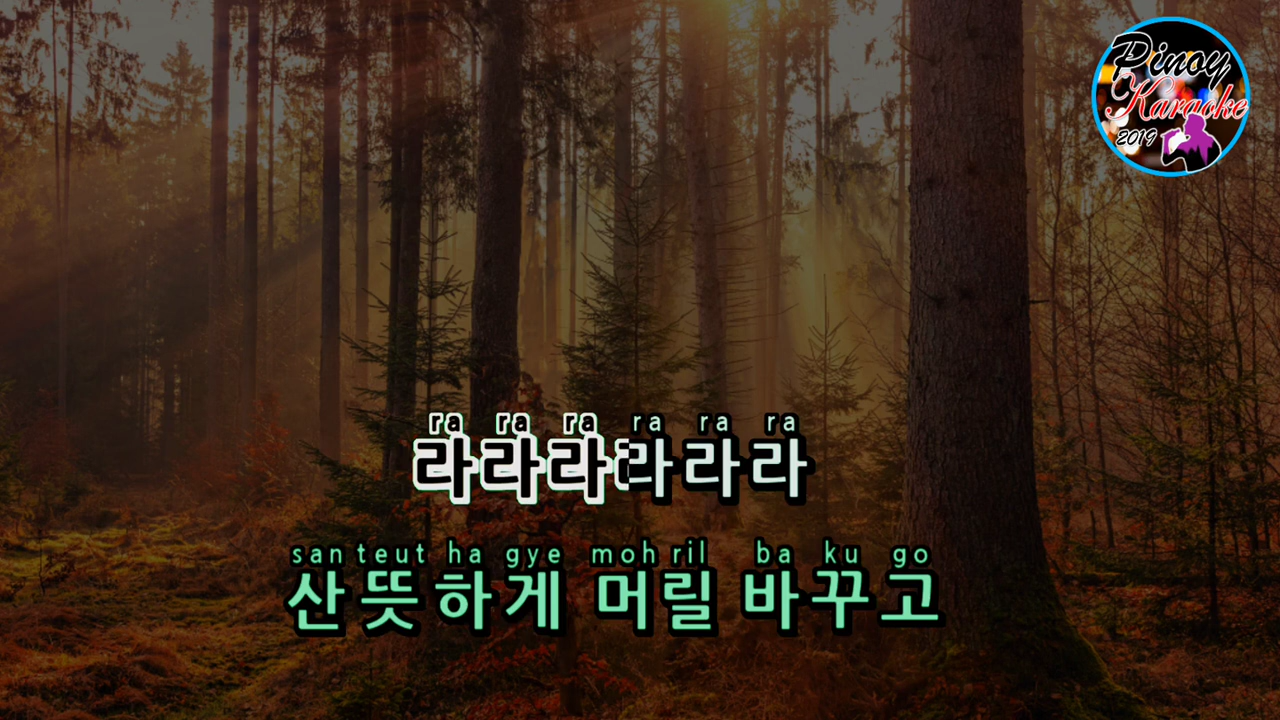 Pinoy
Karaoke
2019
ra ra ra ra ra ra
라라라라라라
san teut ha gye moh ril ba ku go
산뜻하게 머릴 바꾸고